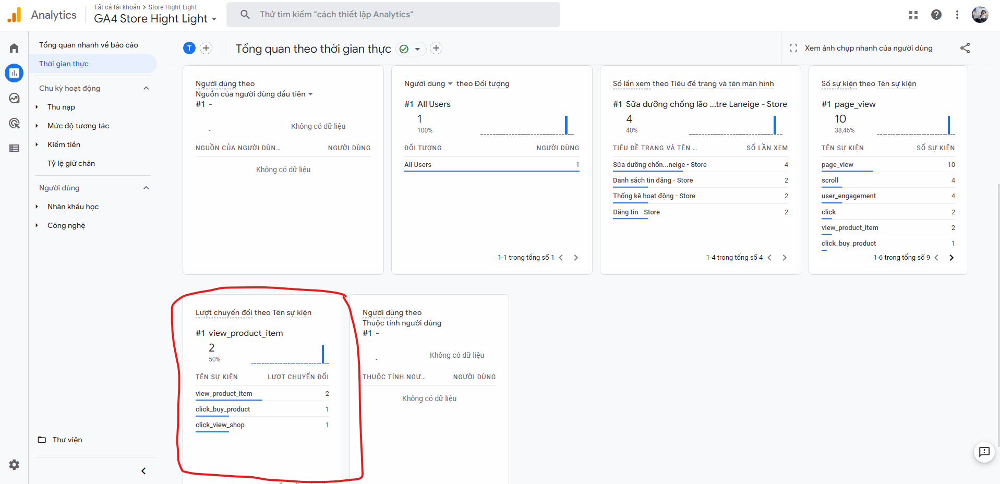 Analytics
Tất cả tài khoản > Store Hight Light
GA4 Store Hight Light
Thử tìm kiếm "cách thiết lập Analytics"
Tổng quan nhanh về báo cáo
Thời gian thực
Chu kỳ hoạt động
Thu nạp
Mức độ tương tác
Kiếm tiền
Tỷ lệ giữ chân
Người dùng
Nhân khẩu học
Công nghệ
Thư viện
T
Tổng quan theo thời gian thực
Xem ảnh chụp nhanh của người dùng
Người dùng theo
Nguồn của người dùng đầu tiên
#1 -
-
Không có dữ liệu
NGUỒN CỦA NGƯỜI DÙN... NGƯỜI DÙNG
Không có dữ liệu
Người dùng theo Đối tượng
#1 All Users
1
100%
ĐỐI TƯỢNG NGƯỜI DÙNG
All Users 1
1-1 trong tổng số 1
Số lần xem theo Tiêu đề trang và tên màn hình
#1 Sữa dưỡng chống lão ...tre Laneige - Store
4
40%
TIÊU ĐỀ TRANG VÀ TÊN ... SỐ LẦN XEM
Sữa dưỡng chốn...neige - Store 4
Danh sách tin đăng - Store 2
Thống kê hoạt động - Store 2
Đăng tin - Store 2
1-4 trong tổng số 4
Số sự kiện theo Tên sự kiện
#1 page_view
10
38,46%
TÊN SỰ KIỆN SỐ SỰ KIỆN
page_view 10
scroll 4
user_engagement 4
click 2
view_product_item 2
click_buy_product 1
1-6 trong tổng số 9
Lượt chuyển đổi theo Tên sự kiện
#1 view_product_item
2
50%
TÊN SỰ KIỆN LƯỢT CHUYỂN ĐỔI
view_product_item 2
click_buy_product 1
click_view_shop 1
Người dùng theo
Thuộc tính người dùng
#1 -
-
Không có dữ liệu
THUỘC TÍNH NGƯ... NGƯỜI DÙNG
Không có dữ liệu